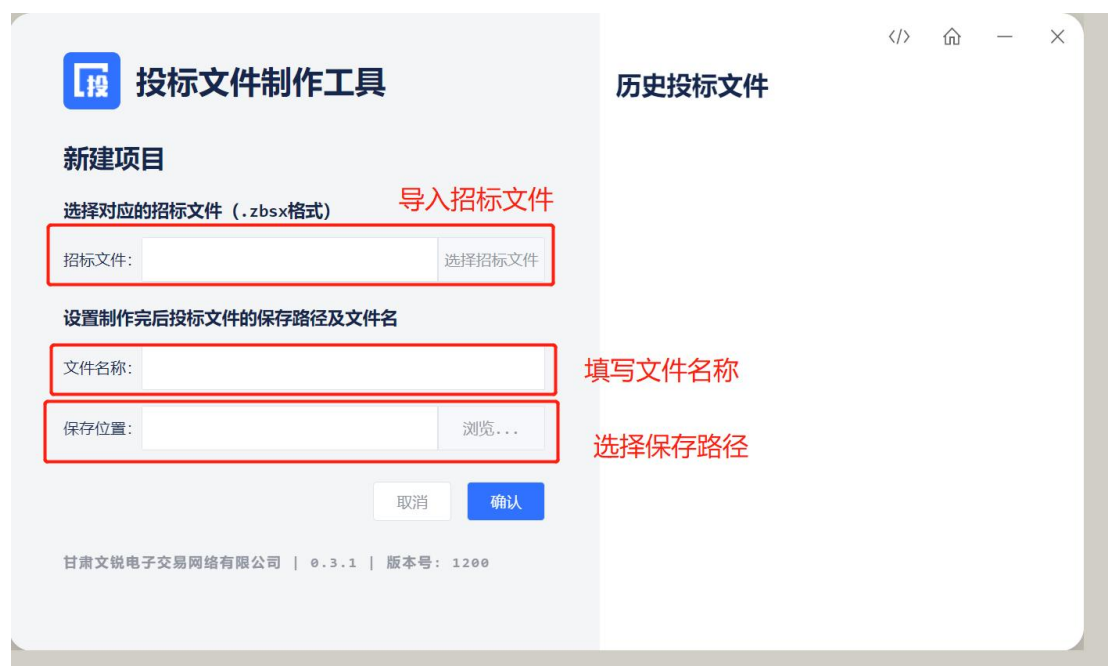 投
投标文件制作工具
历史投标文件
新建项目
导入招标文件
选择对应的招标文件（.zbsx格式）
招标文件：
选择招标文件
设置制作完后投标文件的保存路径及文件名
文件名称：
填写文件名称
保存位置：
浏览...
选择保存路径
取消
确认
甘肃文锐电子交易网络有限公司 | 0.3.1 | 版本号： 1200